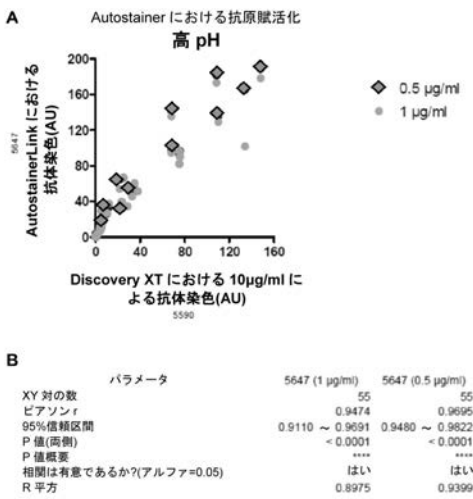 A
Autostainer における抗原賦活化
高 pH
AutostainerLink における
抗体染色(AU)
5647
200
160
120
80
40
0
0
40
80
120
160
0.5 µg/ml
1 µg/ml
Discovery XT における 10µg/ml に
よる抗体染色(AU)
5590
B
パラメータ 5647 (1 µg/ml) 5647 (0.5 µg/ml)
XY 対の数 55 55
ピアソン r 0.9474 0.9695
95%信頼区間 0.9110 ～ 0.9691 0.9480 ～ 0.9822
P 値(両側) < 0.0001 < 0.0001
P 値概要 **** ****
相関は有意であるか?(アルファ=0.05) はい はい
R 平方 0.8975 0.9399